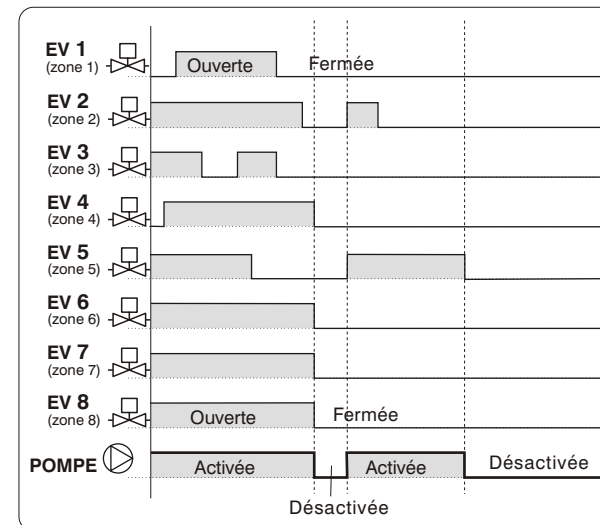 EV 1
(zone 1)
Ouverte
Fermée
EV 2
(zone 2)
EV 3
(zone 3)
EV 4
(zone 4)
EV 5
(zone 5)
EV 6
(zone 6)
EV 7
(zone 7)
EV 8
(zone 8)
Ouverte
Fermée
POMPE
Activée
Activée
Désactivée
Désactivée